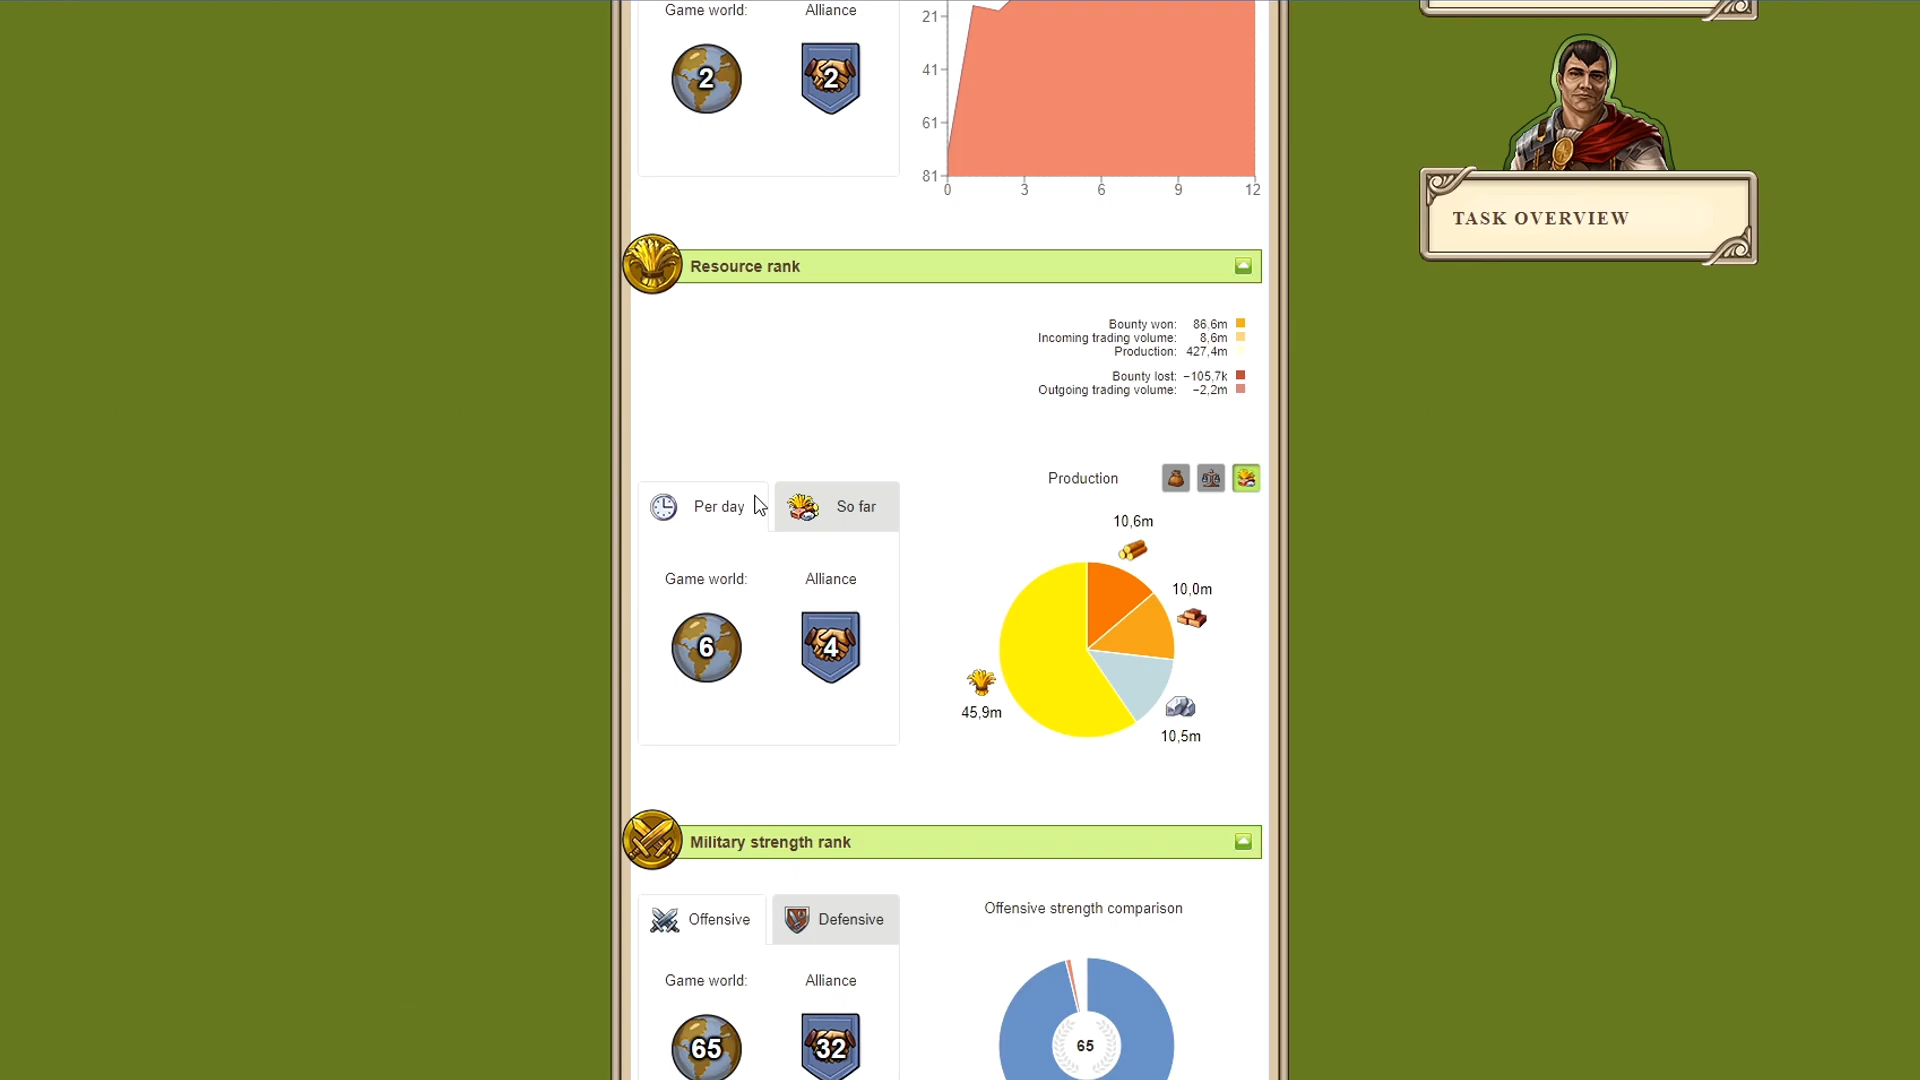 Game world:
Alliance
2
2
21
41
61
81
0
3
6
9
12
TASK OVERVIEW
Resource rank
Bounty won: 86,6m
Incoming trading volume: 8,6m
Production: 427,4m
Bounty lost: −105,7k
Outgoing trading volume: −2,2m
Per day
So far
Production
Game world:
Alliance
6
4
10,6m
10,0m
45,9m
10,5m
Military strength rank
Offensive
Defensive
Offensive strength comparison
Game world:
Alliance
65
32
65